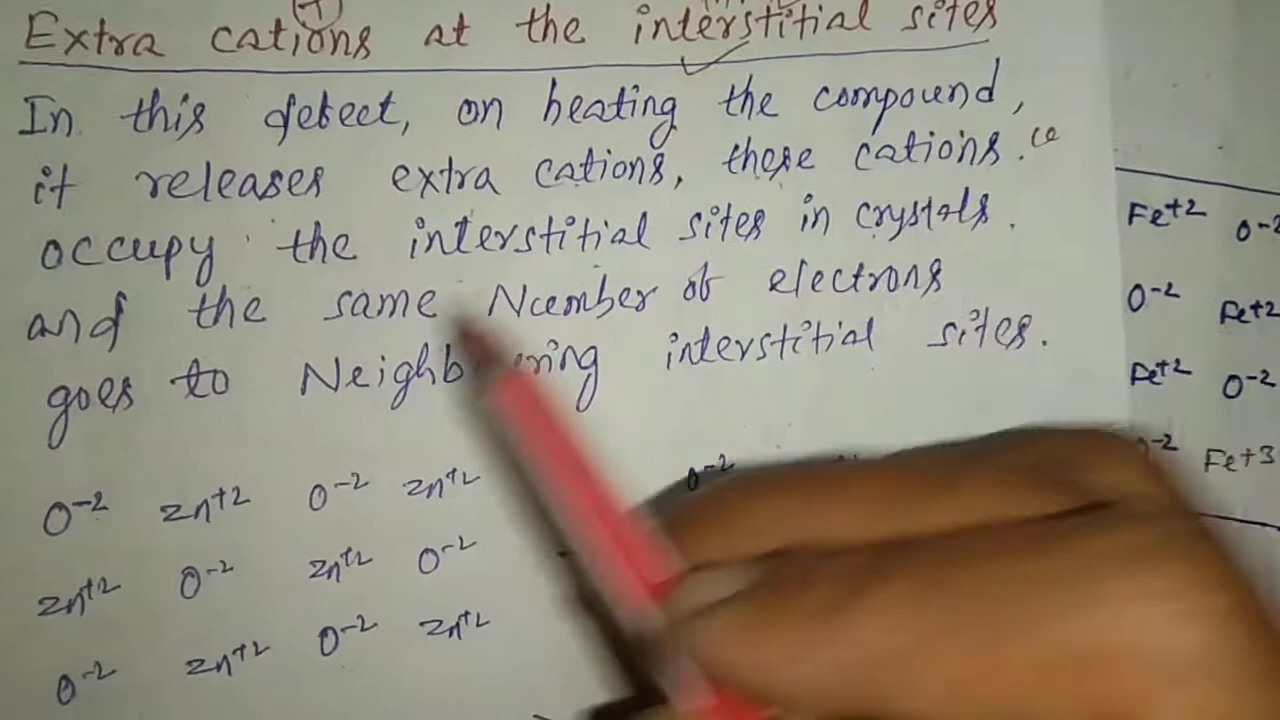 Extra cations at the interstitial sites
In this defect, on heating the compound,
it releases extra cations, these cations.
occupy the interstitial sites in crystals.
and the same Number of electrons
goes to Neighbouring interstitial sites.
O-2 Zn+2 O-2 Zn+2 O-2
Zn+2 O-2 Zn+2 O-2
O-2 Zn+2 O-2 Zn+2
Fe+2 O-2
O-2 Fe+2
Fe+2 O-2
O-2 Fe+3